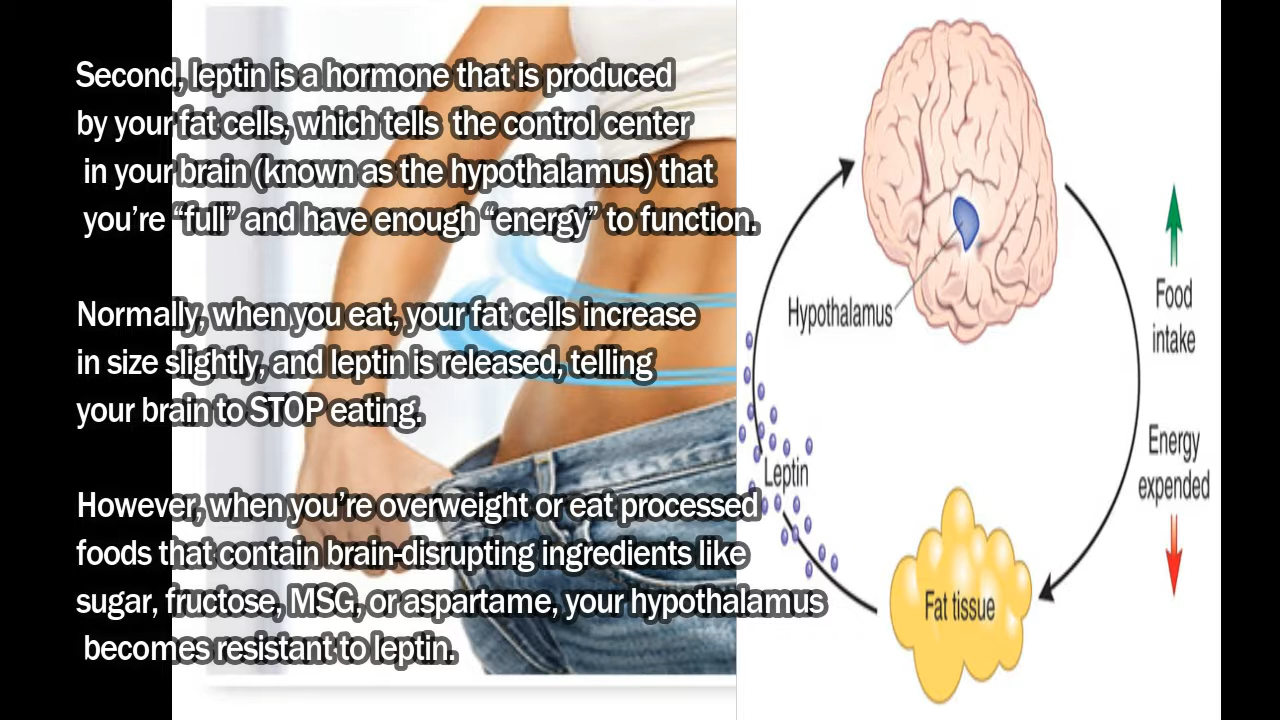 Second, leptin is a hormone that is produced
by your fat cells, which tells the control center
in your brain (known as the hypothalamus) that
you’re “full” and have enough “energy” to function.
Normally, when you eat, your fat cells increase
in size slightly, and leptin is released, telling
your brain to STOP eating.
However, when you’re overweight or eat processed
foods that contain brain-disrupting ingredients like
sugar, fructose, MSG, or aspartame, your hypothalamus
becomes resistant to leptin.
Hypothalamus
Food
intake
Energy
expended
Leptin
Fat tissue